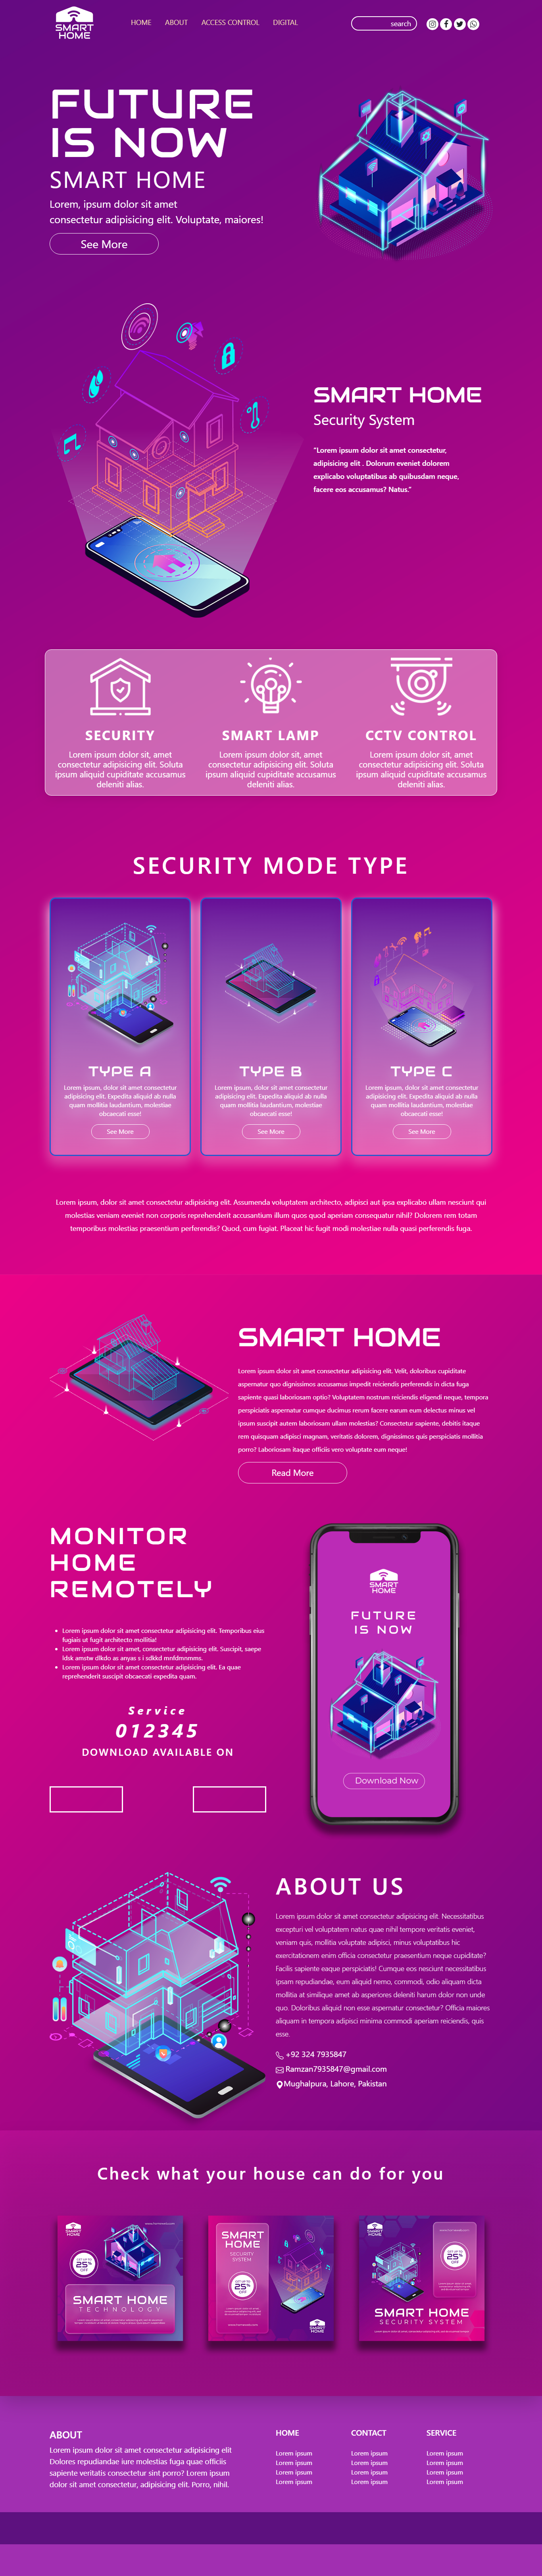 SMART
HOME
HOME
ABOUT
ACCESS CONTROL
DIGITAL
search
FUTURE
IS NOW
SMART HOME
Lorem, ipsum dolor sit amet
consectetur adipisicing elit. Voluptate, maiores!
See More
SMART HOME
Security System
"Lorem ipsum dolor sit amet consectetur,
adipisicing elit . Dolorum eveniet dolorem
explicabo voluptatibus ab quibusdam neque,
facere eos accusamus? Natus."
SECURITY
Lorem ipsum dolor sit, amet
consectetur adipisicing elit. Soluta
ipsum aliquid cupiditate accusamus
deleniti alias.
SMART LAMP
Lorem ipsum dolor sit, amet
consectetur adipisicing elit. Soluta
ipsum aliquid cupiditate accusamus
deleniti alias.
CCTV CONTROL
Lorem ipsum dolor sit, amet
consectetur adipisicing elit. Soluta
ipsum aliquid cupiditate accusamus
deleniti alias.
SECURITY MODE TYPE
TYPE A
Lorem ipsum, dolor sit amet consectetur
adipisicing elit. Expedita aliquid ab nulla
quam mollitia laudantium, molestiae
obcaecati esse!
See More
TYPE B
Lorem ipsum, dolor sit amet consectetur
adipisicing elit. Expedita aliquid ab nulla
quam mollitia laudantium, molestiae
obcaecati esse!
See More
TYPE C
Lorem ipsum, dolor sit amet consectetur
adipisicing elit. Expedita aliquid ab nulla
quam mollitia laudantium, molestiae
obcaecati esse!
See More
Lorem ipsum, dolor sit amet consectetur adipisicing elit. Assumenda voluptatem architecto, adipisci aut ipsa explicabo ullam nesciunt qui
molestias veniam eveniet non corporis reprehenderit accusantium illum quos quod aperiam consequatur nihil? Dolorem rem totam
temporibus molestias praesentium perferendis? Quod, cum fugiat. Placeat hic fugit modi molestiae nulla quasi perferendis fuga.
SMART HOME
Lorem ipsum dolor sit amet consectetur adipisicing elit. Velit, doloribus cupiditate
aspernatur quo dignissimos accusamus impedit reiciendis perferendis in dicta fuga
sapiente quasi laboriosam optio? Voluptatem nostrum reiciendis eligendi neque, tempora
perspiciatis aspernatur cumque ducimus rerum facere earum eum delectus minus vel
ipsum suscipit autem laboriosam ullam molestias? Consectetur sapiente, debitis itaque
rem quisquam adipisci magnam, veritatis dolorem, dignissimos quis perspiciatis mollitia
porro? Laboriosam itaque officiis vero voluptate eum neque!
Read More
MONITOR
HOME
REMOTELY
Lorem ipsum dolor sit amet consectetur adipisicing elit. Temporibus eius
fugiais ut fugit architecto mollitia!
Lorem ipsum dolor sit amet, consectetur adipisicing elit. Suscipit, saepe
ldsk amstw dlkdo as anyas s i sdkkd mnfdmnmms.
Lorem ipsum dolor sit amet consectetur adipisicing elit. Ea quae
reprehenderit suscipit obcaecati expedita quam.
Service
012345
DOWNLOAD AVAILABLE ON
SMART
HOME
FUTURE
IS NOW
Download Now
ABOUT US
Lorem ipsum dolor sit amet consectetur adipisicing elit. Necessitatibus
excepturi vel voluptatem natus quae nihil tempore veritatis eveniet,
veniam quis, mollitia voluptate adipisci, minus voluptatibus hic
exercitationem enim officia consectetur praesentium neque cupiditate?
Facilis sapiente eaque perspiciatis! Cumque eos nesciunt necessitatibus
ipsam repudiandae, eum aliquid nemo, commodi, odio aliquam dicta
mollitia at similique amet ab asperiores deleniti harum dolor non unde
quo. Doloribus aliquid non esse aspernatur consectetur? Officia maiores
aliquam in tempora adipisci minima commodi aperiam reiciendis, quis
esse.
+92 324 7935847
Ramzan7935847@gmail.com
Mughalpura, Lahore, Pakistan
Check what your house can do for you
SMART
HOME
25%
OFF
SMART HOME
TECHNOLOGY
SMART
HOME
SECURITY
SYSTEM
25%
OFF
SMART
HOME
SMART
HOME
25%
OFF
SMART HOME
SECURITY SYSTEM
ABOUT
Lorem ipsum dolor sit amet consectetur adipisicing elit
Dolores repudiandae iure molestias fuga quae officiis
sapiente veritatis consectetur sint porro? Lorem ipsum
dolor sit amet consectetur, adipisicing elit. Porro, nihil.
HOME
Lorem ipsum
Lorem ipsum
Lorem ipsum
Lorem ipsum
CONTACT
Lorem ipsum
Lorem ipsum
Lorem ipsum
Lorem ipsum
SERVICE
Lorem ipsum
Lorem ipsum
Lorem ipsum
Lorem ipsum